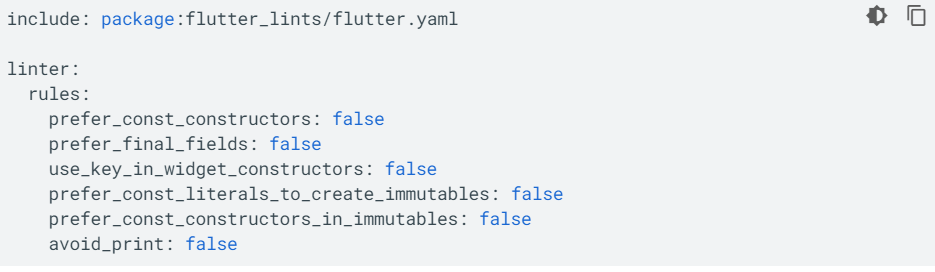 include: package:flutter_lints/flutter.yaml
linter:
rules:
prefer_const_constructors: false
prefer_final_fields: false
use_key_in_widget_constructors: false
prefer_const_literals_to_create_immutables: false
prefer_const_constructors_in_immutables: false
avoid_print: false